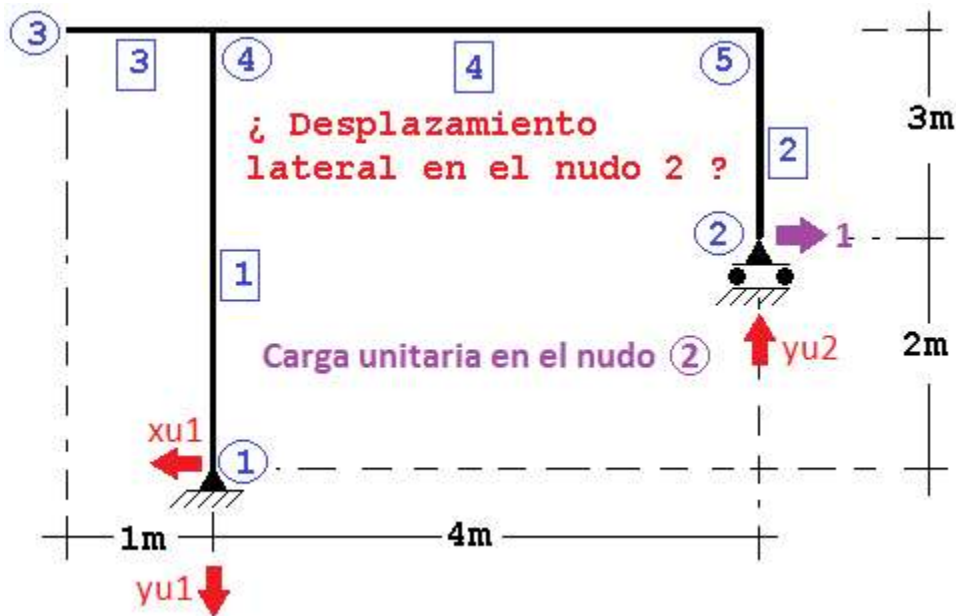 3
3
4
4
5
3m
¿ Desplazamiento
lateral en el nudo 2 ?
2
2
1
1
Carga unitaria en el nudo 2
yu2
2m
xu1
1
1m
4m
yu1